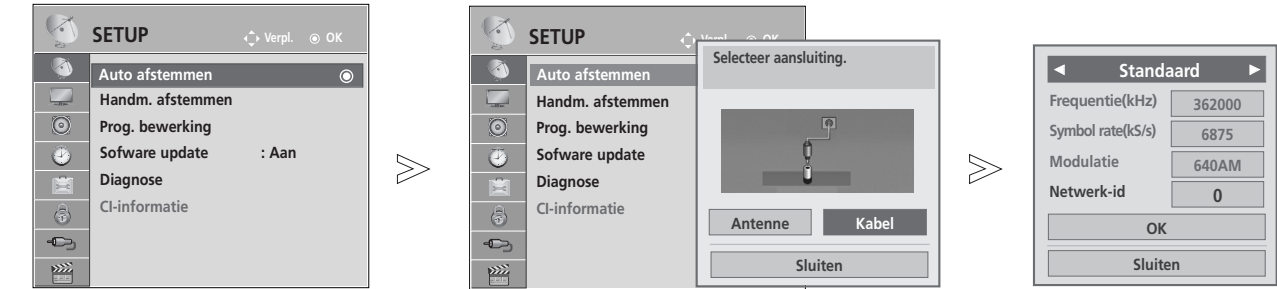 SETUP
Verpl. OK
Auto afstemmen
Handm. afstemmen
Prog. bewerking
Sofware update : Aan
Diagnose
CI-informatie
SETUP
Verpl. OK
Auto afstemmen
Handm. afstemmen
Prog. bewerking
Sofware update
Diagnose
CI-informatie
Selecteer aansluiting.
Antenne Kabel
Sluiten
Standaard
Frequentie(kHz) 362000
Symbol rate(kS/s) 6875
Modulatie 640AM
Netwerk-id 0
OK
Sluiten